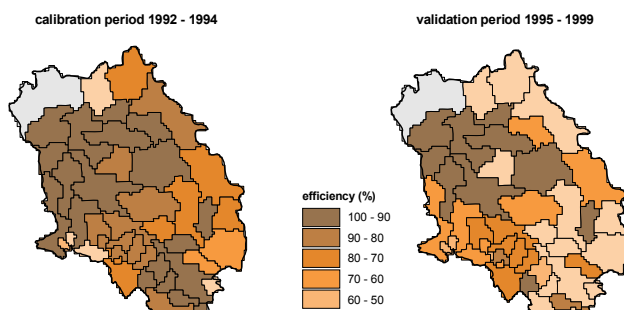 calibration period 1992 - 1994
validation period 1995 - 1999
efficiency (%)
100 - 90
90 - 80
80 - 70
70 - 60
60 - 50